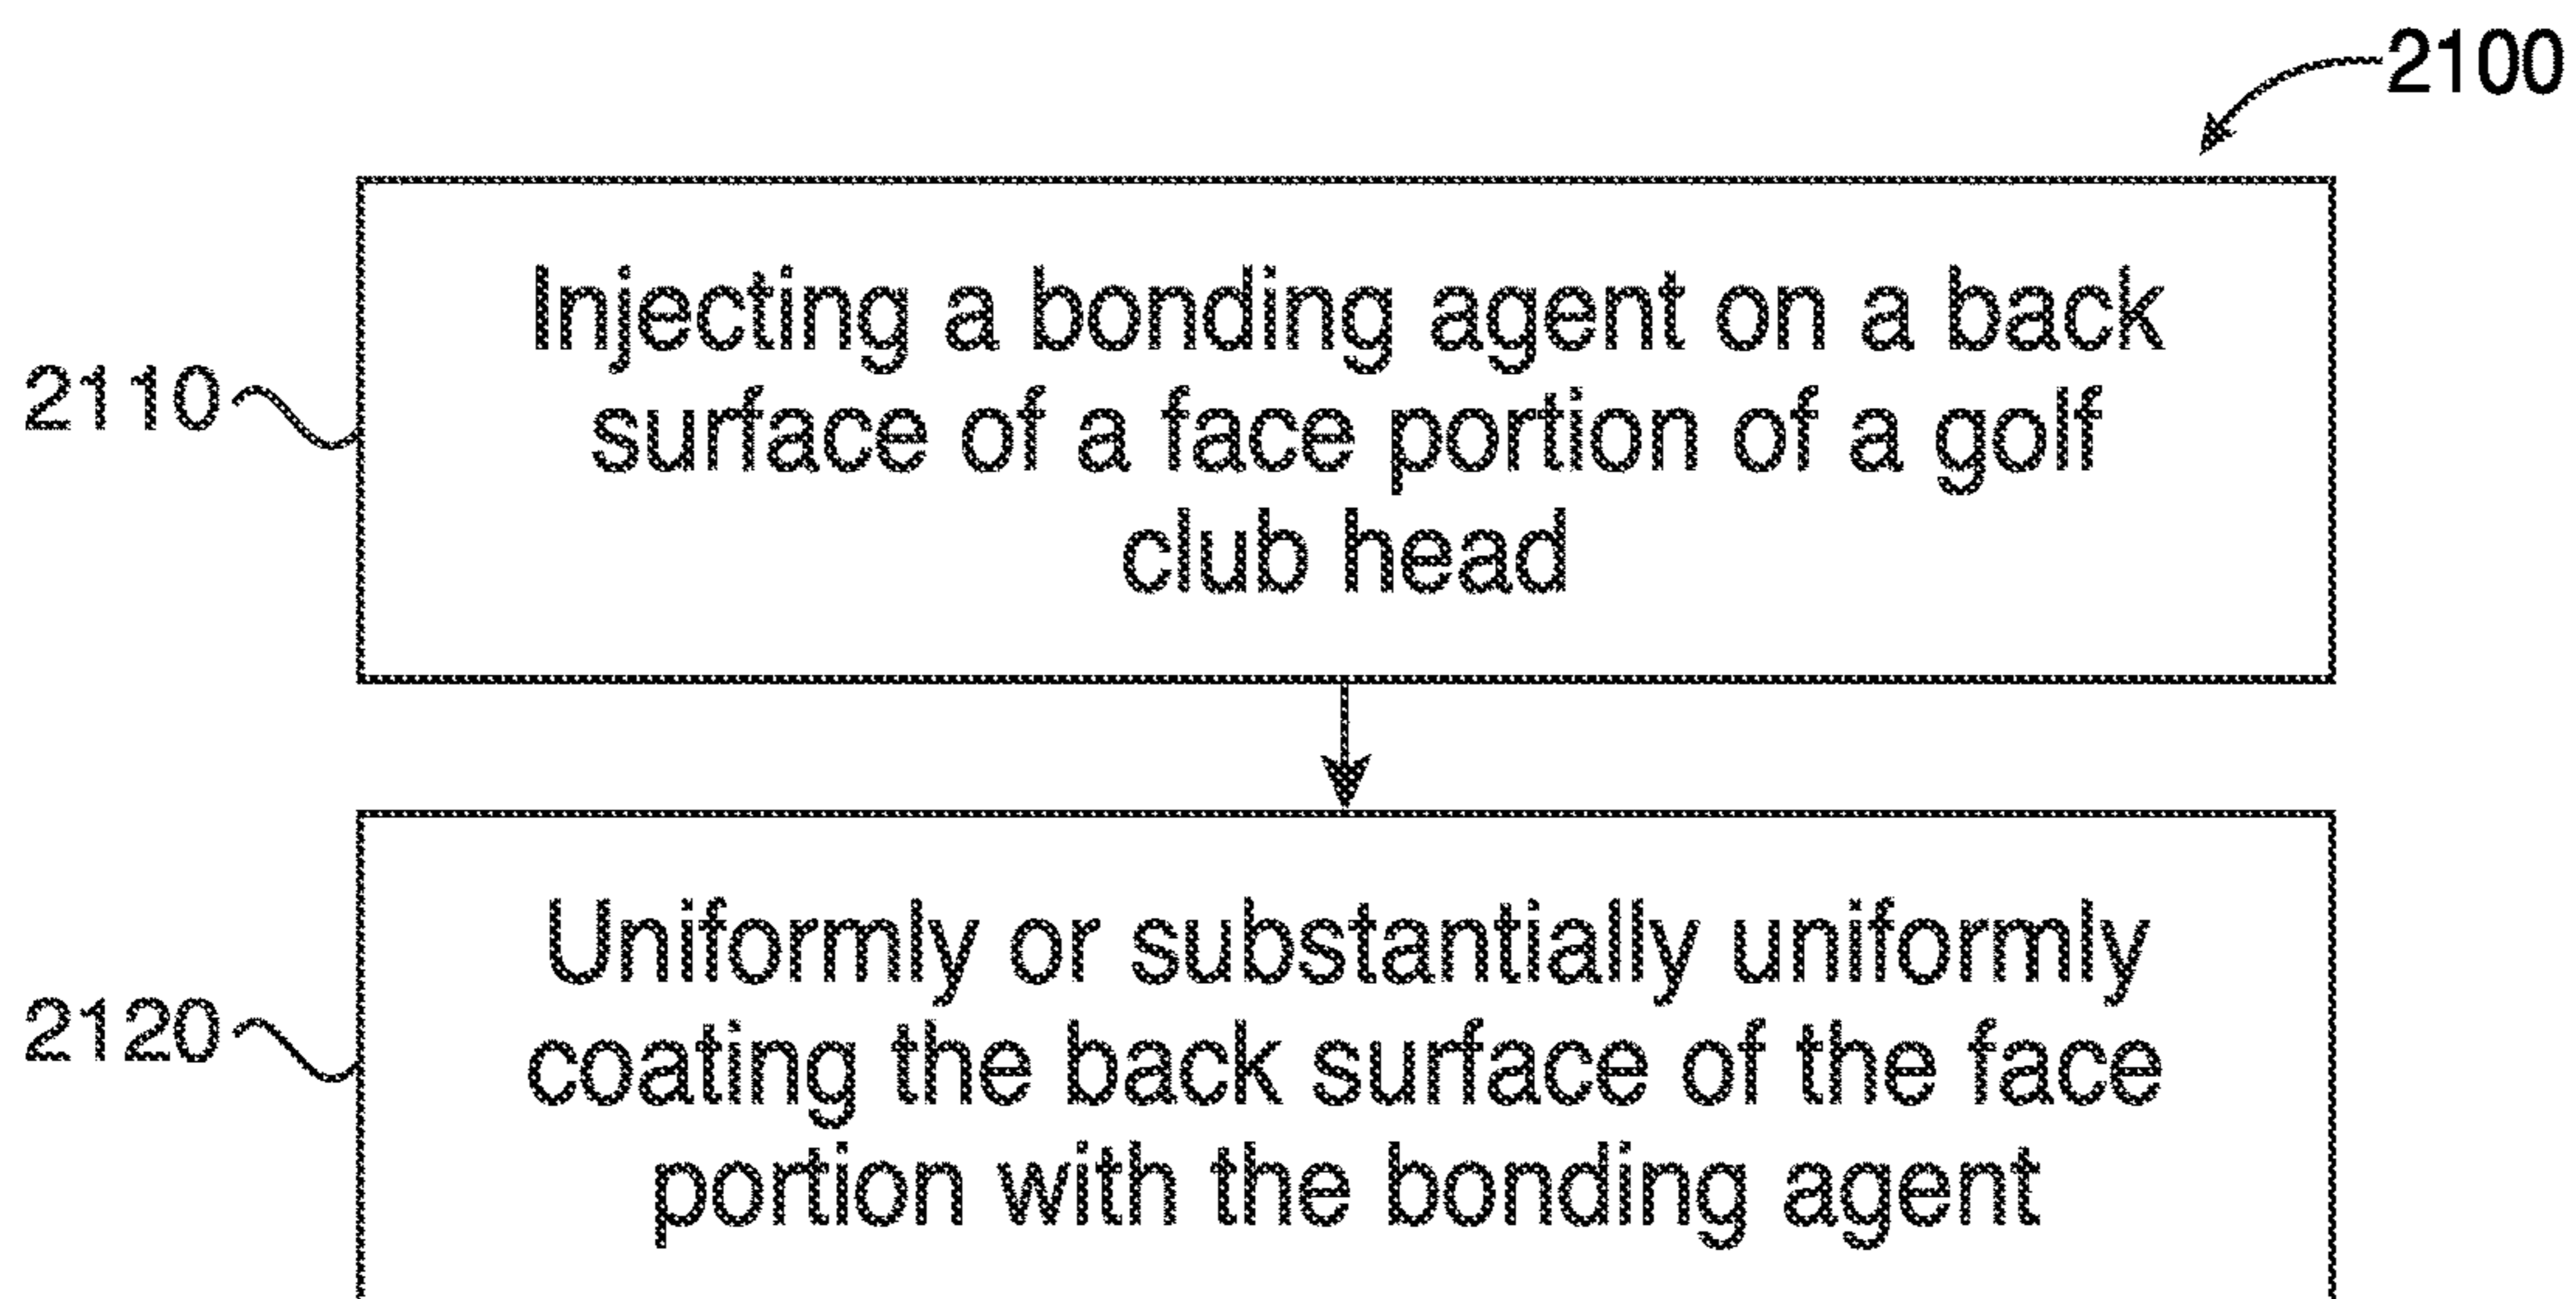 2100
2110
Injecting a bonding agent on a back
surface of a face portion of a golf
club head
2120
Uniformly or substantially uniformly
coating the back surface of the face
portion with the bonding agent